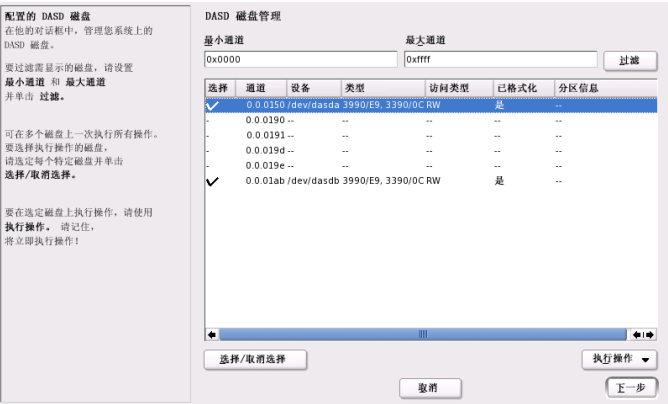 配置的 DASD 磁盘
在他的对话框中，管理您系统上的
DASD 磁盘。
要过滤需显示的磁盘，请设置
最小通道 和 最大通道
并单击 过滤。
可在多个磁盘上一次执行所有操作。
要选择执行操作的磁盘，
请选定每个特定磁盘并单击
选择/取消选择。
要在选定磁盘上执行操作，请使用
执行操作。 请记住，
将立即执行操作！
DASD 磁盘管理
最小通道 最大通道
0x0000 0xffff 过滤
选择 通道 设备 类型 访问类型 已格式化 分区信息
0.0.0150 /dev/dasda 3990/E9, 3390/0C RW 是 --
- 0.0.0190 -- -- -- -- --
- 0.0.0191 -- -- -- -- --
- 0.0.019d -- -- -- -- --
- 0.0.019e -- -- -- -- --
0.0.01ab /dev/dasdb 3990/E9, 3390/0C RW 是 --
选择/取消选择 执行操作
取消 下一步